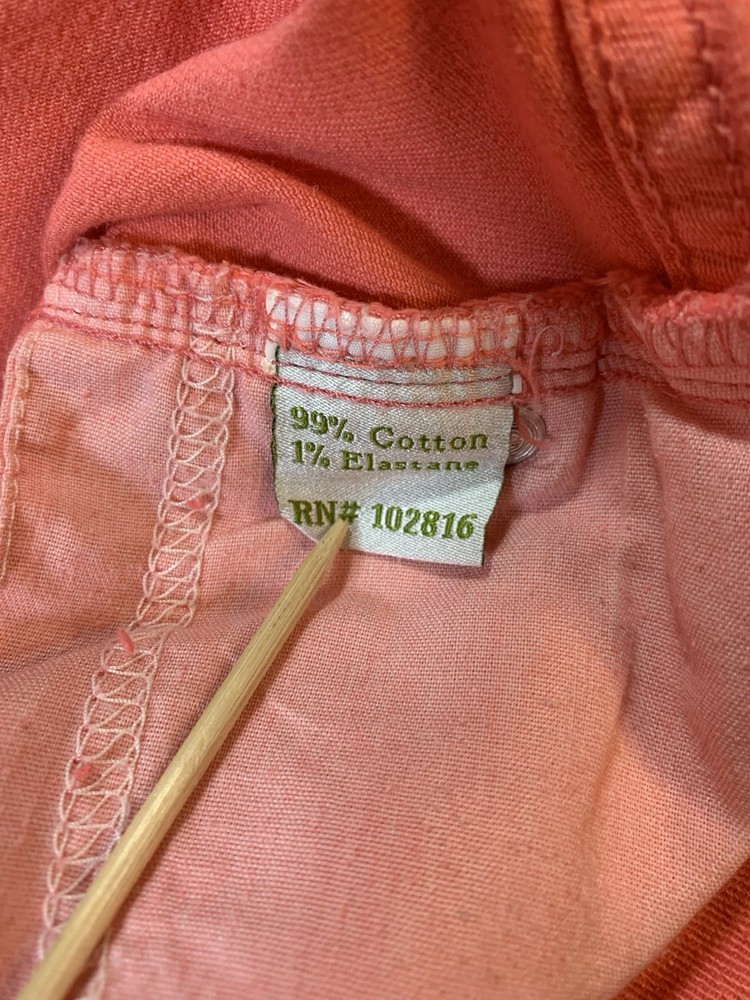 99% Cotton
1% Elastane
RN# 102816